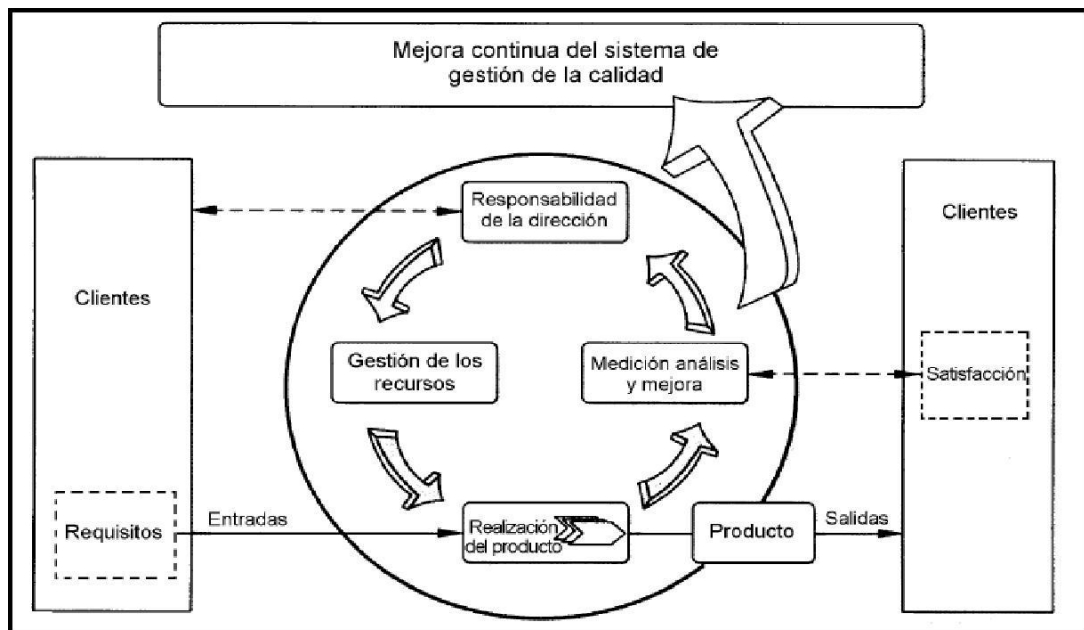 Mejora continua del sistema de
gestión de la calidad
Responsabilidad
de la dirección
Clientes
Clientes
Gestión de los
recursos
Medición análisis
y mejora
Satisfacción
Requisitos
Entradas
Realización
del producto
Producto
Salidas